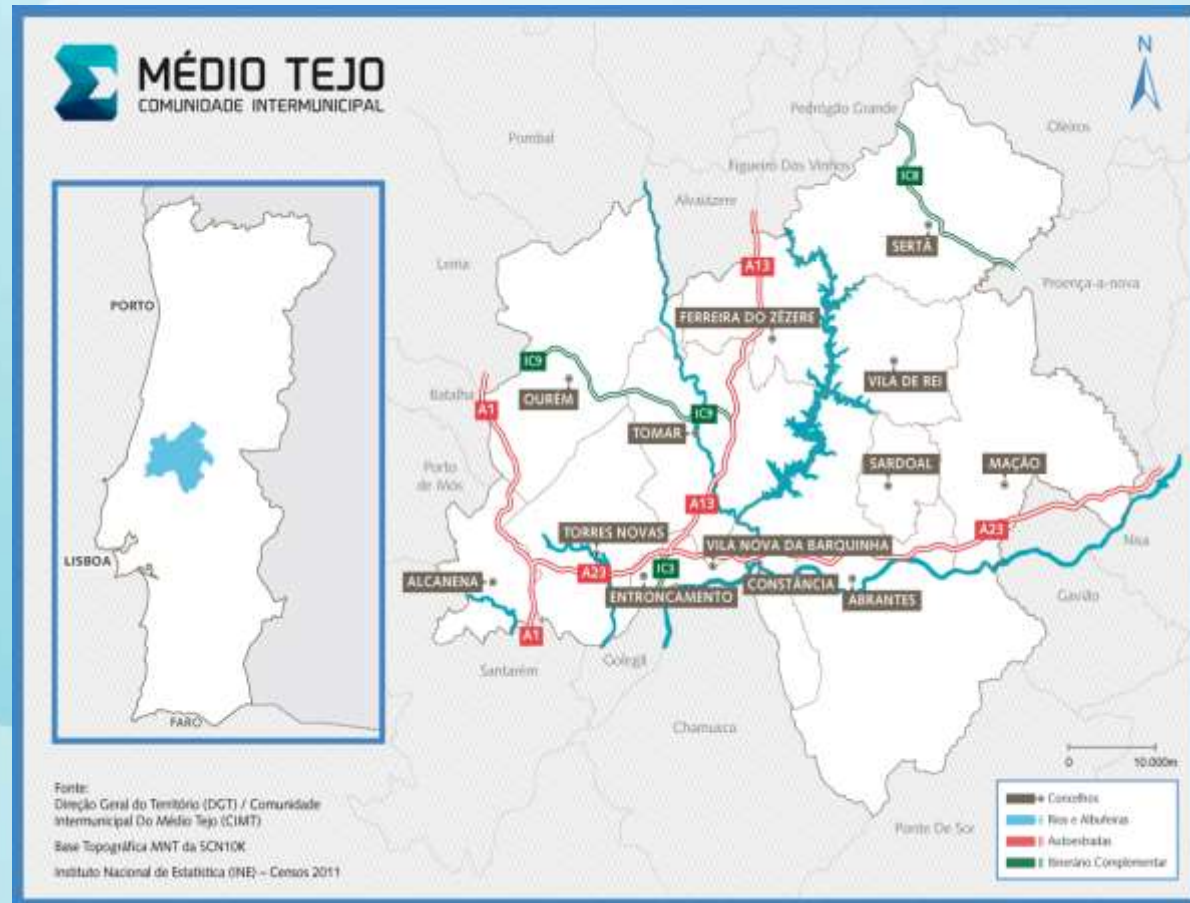 MÉDIO TEJO
COMUNIDADE INTERMUNICIPAL
N
Pedrógão Grande
Oleiros
Pombal
Figueiro Dos Vinhos
IC8
Alvaiázere
SERTÃ
Leiria
A13
Proença-a-nova
PORTO
FERREIRA DO ZÊZERE
IC9
VILA DE REI
OURÉM
Batalha
A1
IC9
TOMAR
SARDOAL
MAÇÃO
Porto
de Mós
A13
A23
TORRES NOVAS
VILA NOVA DA BARQUINHA
Nisa
LISBOA
IC3
A23
ALCANENA
CONSTÂNCIA
ENTRONCAMENTO
ABRANTES
Gavião
A1
Golegã
Santarém
FARO
Chamusca
0 10.000m
Fonte:
Direção Geral do Território (DGT) / Comunidade
Intermunicipal Do Médio Tejo (CIMT)
Base Topográfica MNT da SCN10K
Instituto Nacional de Estatística (INE) – Censos 2011
Ponte De Sor
Concelhos
Rios e Albufeiras
Autoestradas
Itinerário Complementar